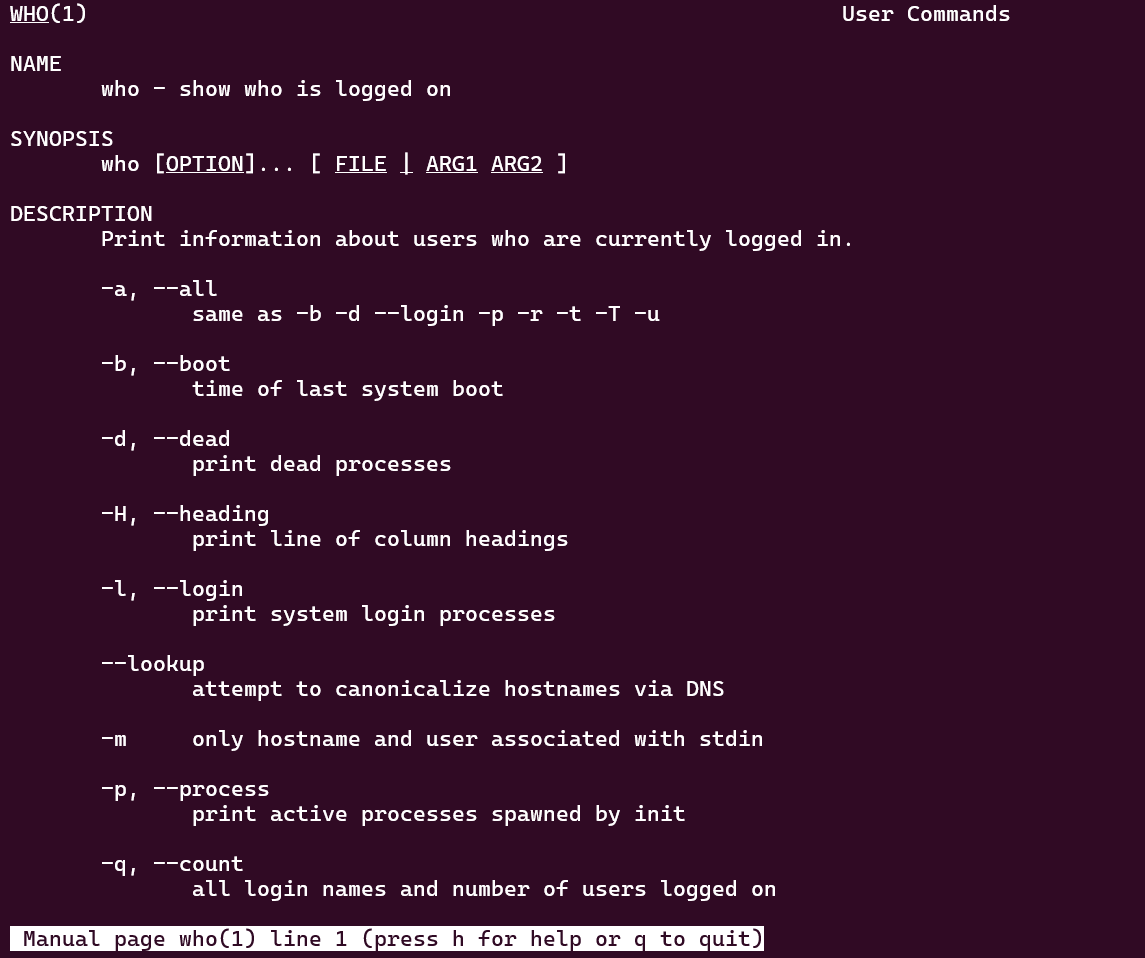 WHO(1) User Commands
NAME
who - show who is logged on
SYNOPSIS
who [OPTION]... [ FILE | ARG1 ARG2 ]
DESCRIPTION
Print information about users who are currently logged in.
-a, --all
same as -b -d --login -p -r -t -T -u
-b, --boot
time of last system boot
-d, --dead
print dead processes
-H, --heading
print line of column headings
-l, --login
print system login processes
--lookup
attempt to canonicalize hostnames via DNS
-m only hostname and user associated with stdin
-p, --process
print active processes spawned by init
-q, --count
all login names and number of users logged on
Manual page who(1) line 1 (press h for help or q to quit)